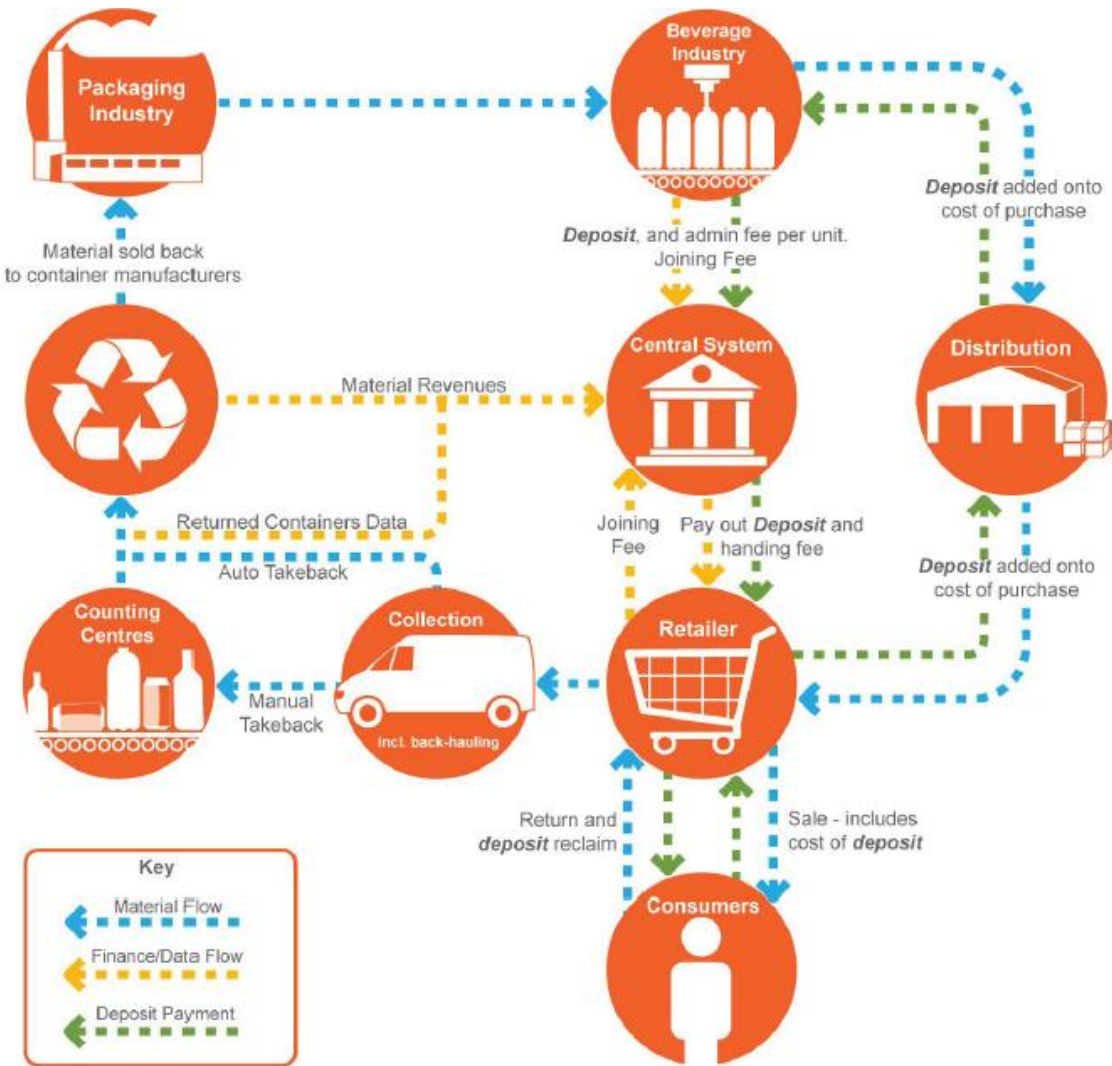 Packaging
Industry
Beverage
Industry
Deposit added onto
cost of purchase
Deposit, and admin fee per unit.
Joining Fee
Material sold back
to container manufacturers
Central System
Distribution
Material Revenues
Returned Containers Data
Auto Takeback
Joining
Fee
Pay out Deposit and
handing fee
Deposit added onto
cost of purchase
Counting
Centres
Collection
Retailer
Manual
Takeback
incl. back-hauling
Return and
deposit reclaim
Sale - includes
cost of deposit
Key
Material Flow
Finance/Data Flow
Deposit Payment
Consumers